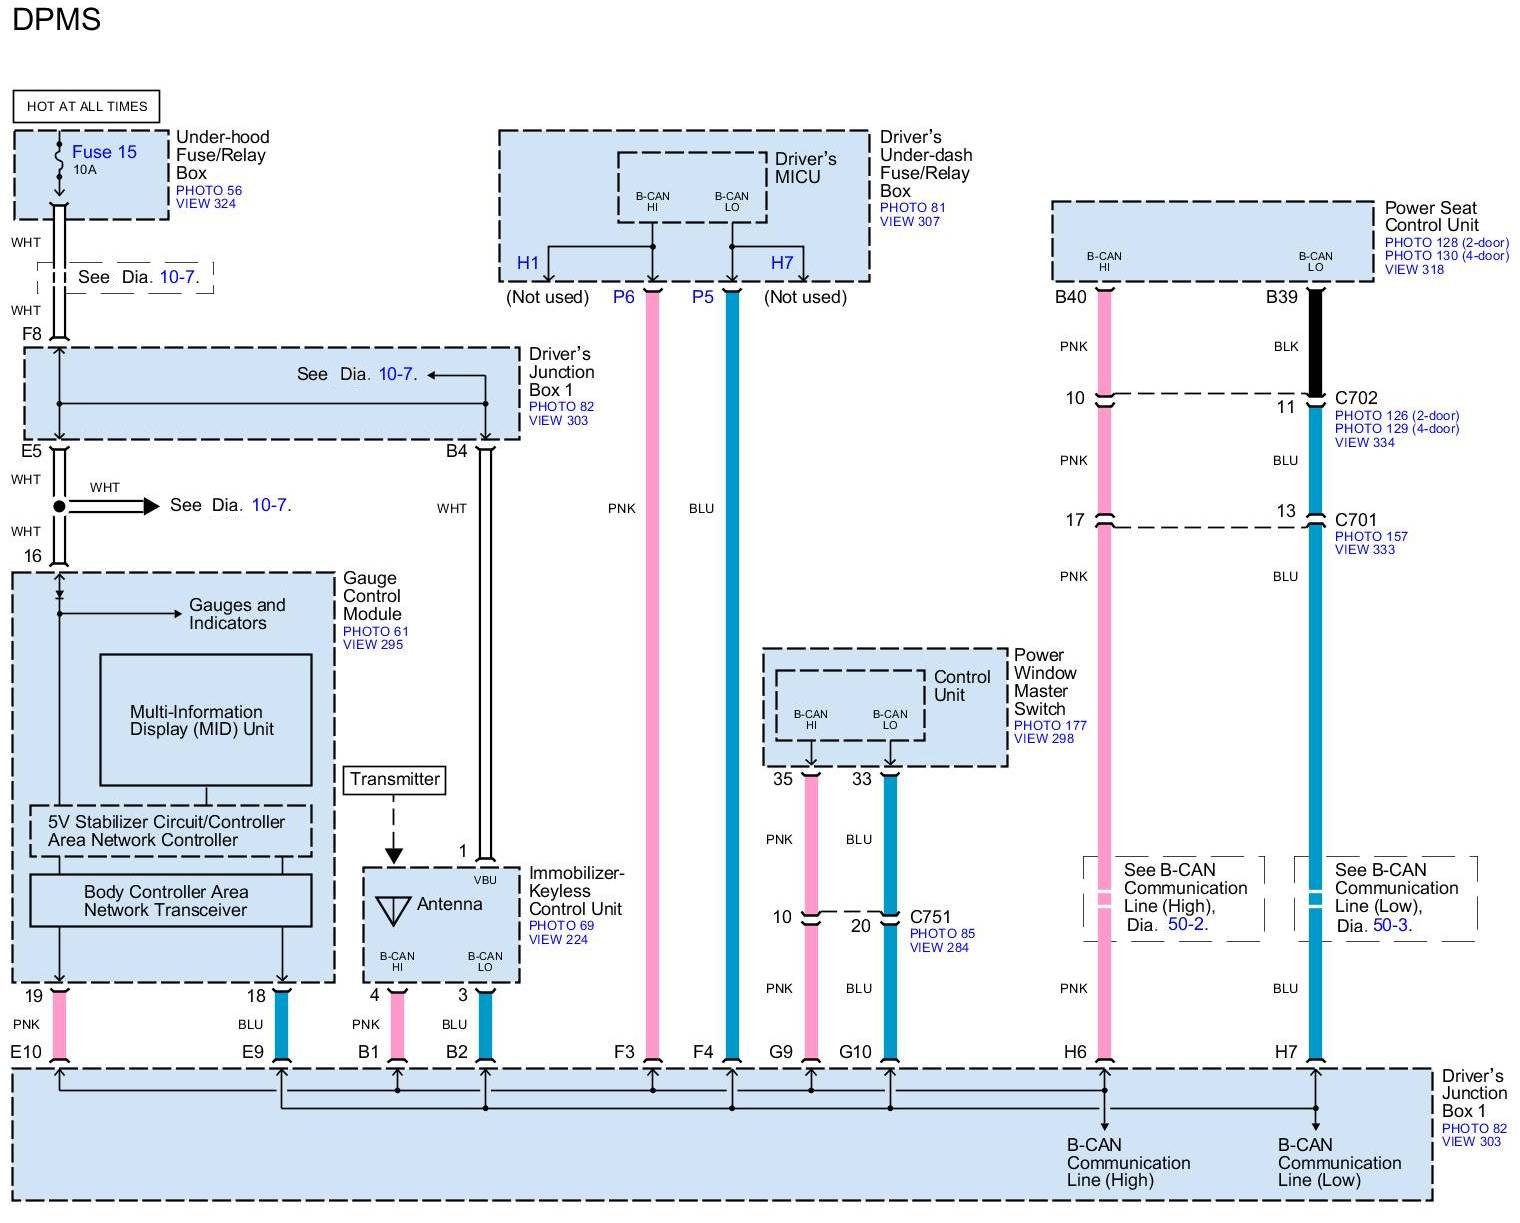 DPMS
HOT AT ALL TIMES
Fuse 15
10A
Under-hood
Fuse/Relay
Box
PHOTO 56
VIEW 324
WHT
See Dia. 10-7.
WHT
F8
See Dia. 10-7.
Driver's
Junction
Box 1
PHOTO 82
VIEW 303
E5
B4
WHT
WHT
See Dia. 10-7.
WHT
WHT
16
Gauges and
Indicators
Gauge
Control
Module
PHOTO 61
VIEW 295
Multi-Information
Display (MID) Unit
5V Stabilizer Circuit/Controller
Area Network Controller
Body Controller Area
Network Transceiver
Transmitter
1
VBU
Antenna
B-CAN
HI
B-CAN
LO
Immobilizer-
Keyless
Control Unit
PHOTO 69
VIEW 224
Driver's
MICU
B-CAN
HI
B-CAN
LO
H1
H7
Driver's
Under-dash
Fuse/Relay
Box
PHOTO 81
VIEW 307
(Not used)
P6
P5
(Not used)
PNK
BLU
Control
Unit
B-CAN
HI
B-CAN
LO
Power
Window
Master
Switch
PHOTO 177
VIEW 298
35
33
PNK
BLU
10
20
C751
PHOTO 85
VIEW 284
PNK
BLU
B-CAN
HI
B-CAN
LO
Power Seat
Control Unit
PHOTO 128 (2-door)
PHOTO 130 (4-door)
VIEW 318
B40
B39
PNK
BLK
10
11
C702
PHOTO 126 (2-door)
PHOTO 129 (4-door)
VIEW 334
PNK
BLU
17
13
C701
PHOTO 157
VIEW 333
PNK
BLU
See B-CAN
Communication
Line (High),
Dia. 50-2.
See B-CAN
Communication
Line (Low),
Dia. 50-3.
PNK
BLU
19
18
4
3
PNK
BLU
PNK
BLU
E10
E9
B1
B2
F3
F4
G9
G10
H6
H7
B-CAN
Communication
Line (High)
B-CAN
Communication
Line (Low)
Driver's
Junction
Box 1
PHOTO 82
VIEW 303